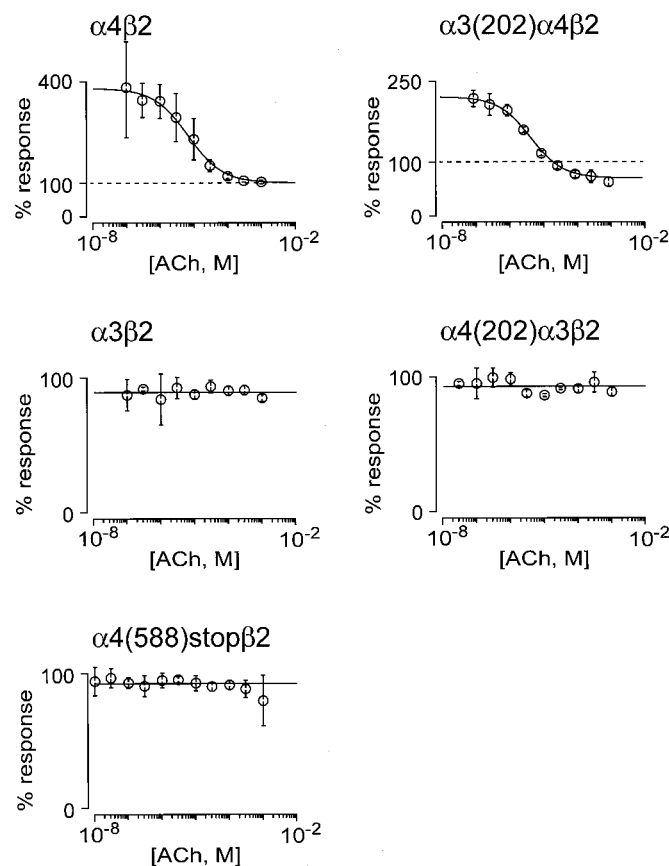 α4β2
400
100
0
% response
10-8
10-2
[ACh, M]
α3(202)α4β2
250
100
0
% response
10-8
10-2
[ACh, M]
α3β2
100
0
% response
10-8
10-2
[ACh, M]
α4(202)α3β2
100
0
% response
10-8
10-2
[ACh, M]
α4(588)stopβ2
100
0
% response
10-8
10-2
[ACh, M]